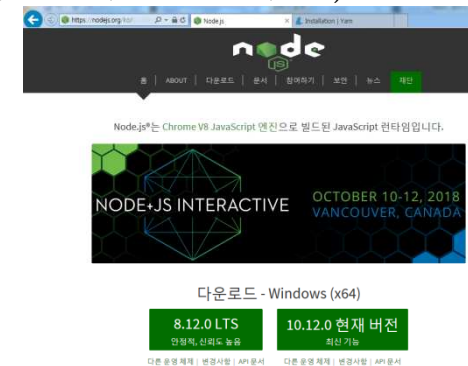 https://nodejs.org/ko/
Node.js
Installation | Yarn
node
JS
홈 | ABOUT | 다운로드 | 문서 | 참여하기 | 보안 | 뉴스 | 재단
Node.js®는 Chrome V8 JavaScript 엔진으로 빌드된 JavaScript 런타임입니다.
NODE+JS INTERACTIVE
OCTOBER 10-12, 2018
VANCOUVER, CANADA
다운로드 - Windows (x64)
8.12.0 LTS
안정적, 신뢰도 높음
10.12.0 현재 버전
최신 기능
다른 운영 체제 | 변경사항 | API 문서
다른 운영 체제 | 변경사항 | API 문서